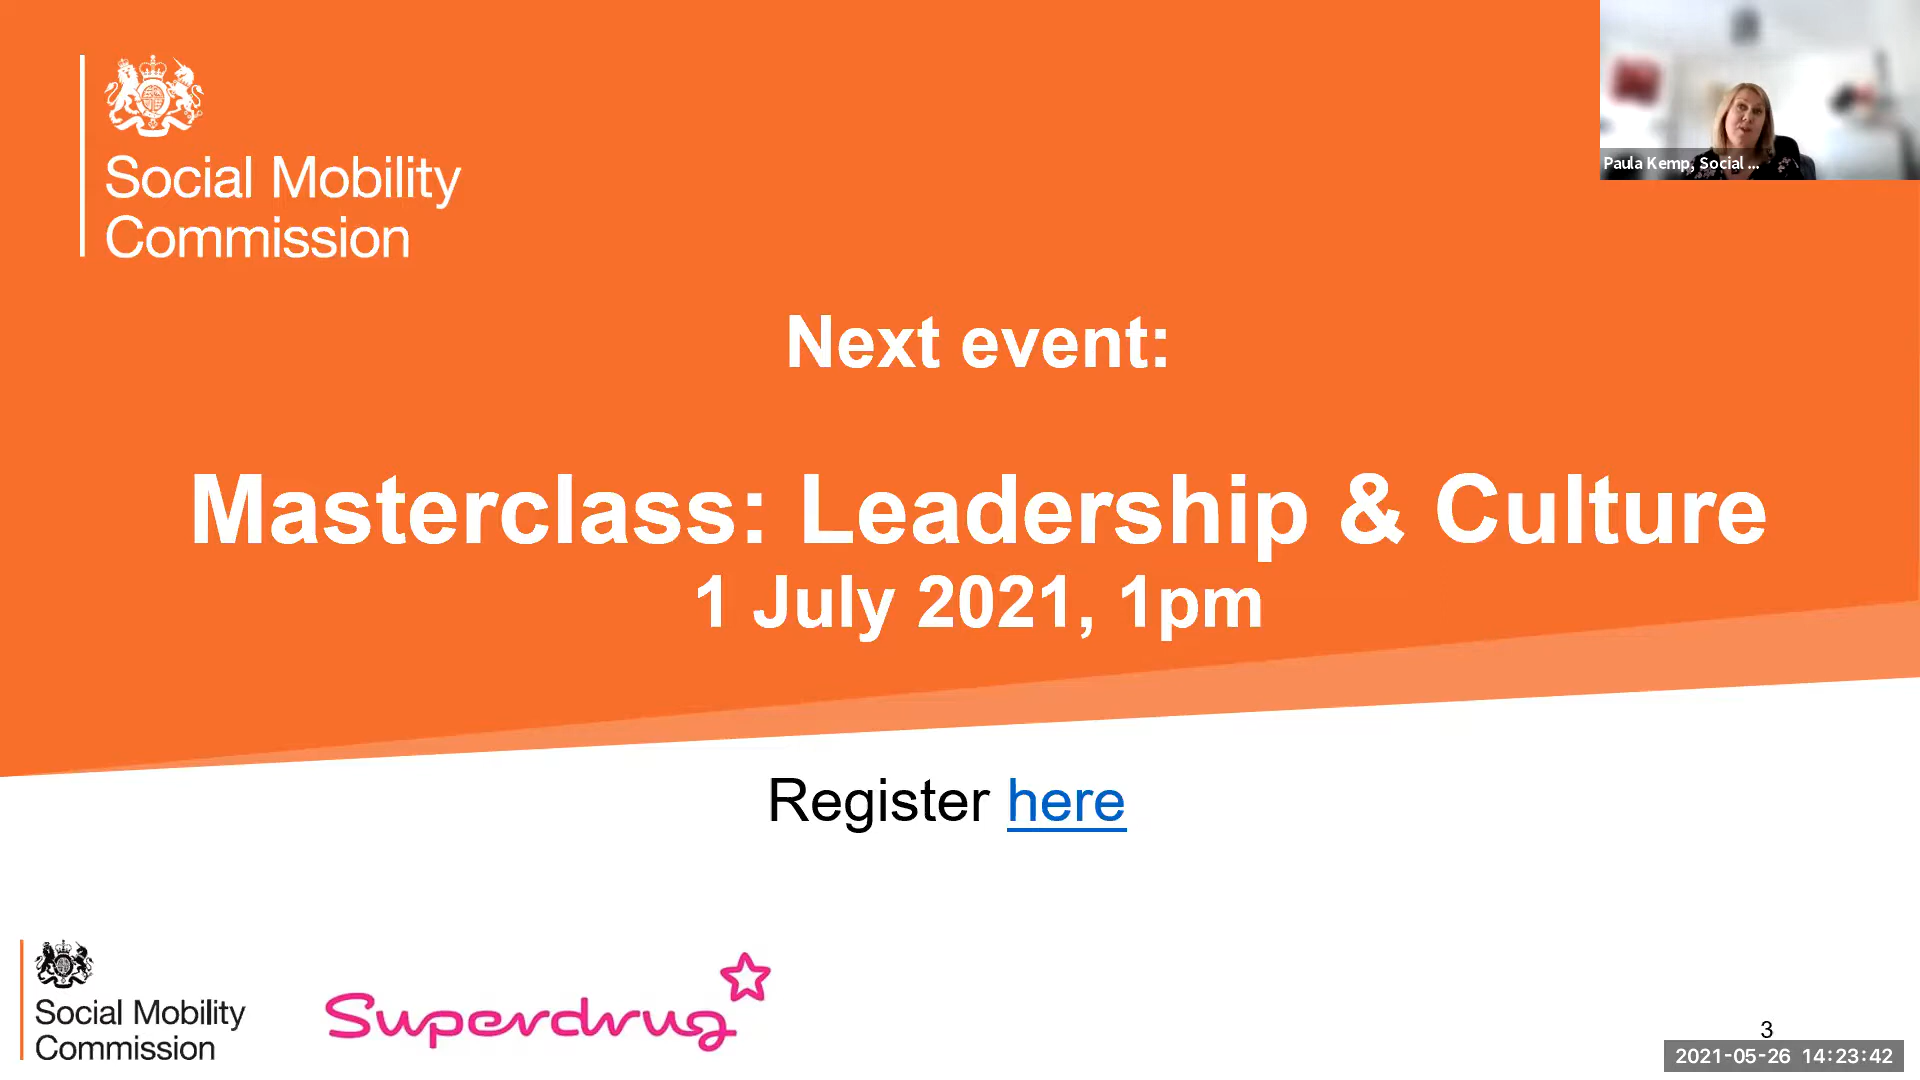 Social Mobility
Commission
Paula Kemp, Social ...
Next event:
Masterclass: Leadership & Culture
1 July 2021, 1pm
Register here
Social Mobility
Commission
Superdrug
3
2021-05-26 14:23:42